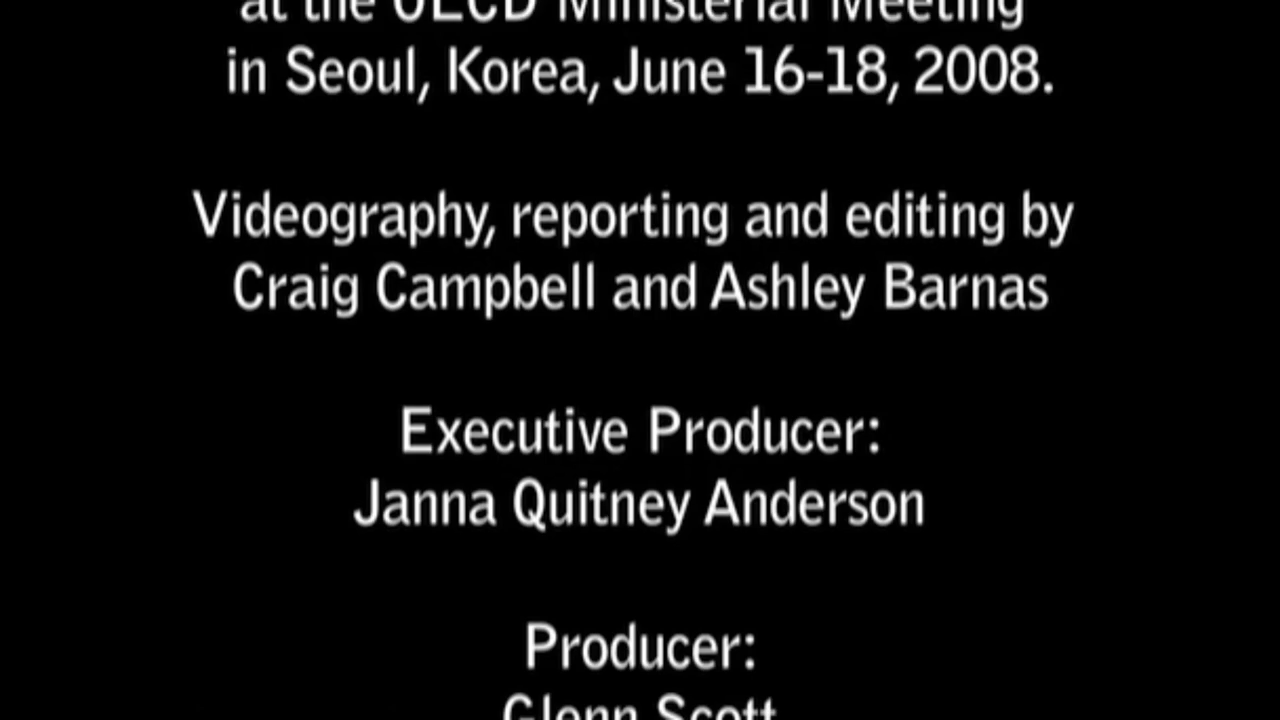 at the OECD Ministerial Meeting
in Seoul, Korea, June 16-18, 2008.
Videography, reporting and editing by
Craig Campbell and Ashley Barnas
Executive Producer:
Janna Quitney Anderson
Producer:
Glenn Scott